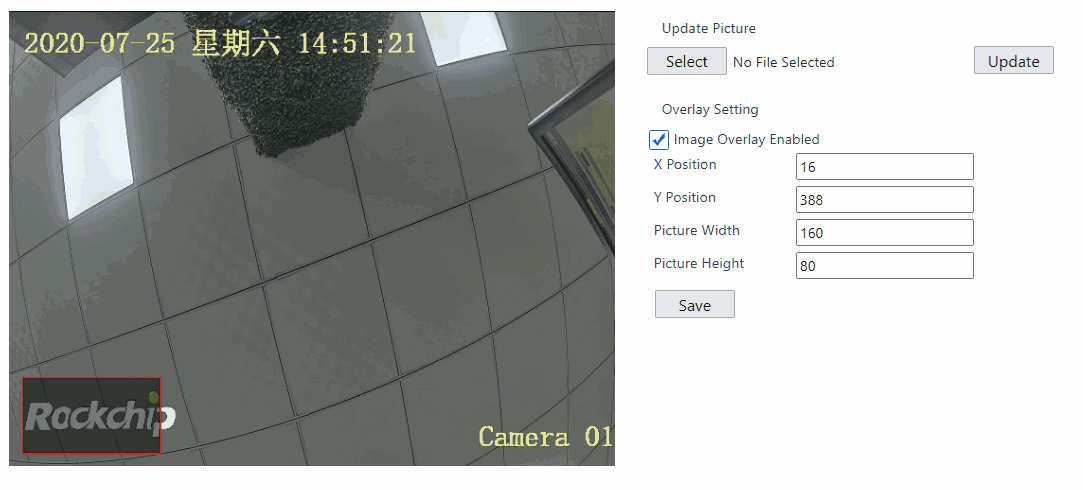 2020-07-25 星期六 14:51:21
Rockchip
Camera 01
Update Picture
Select No File Selected Update
Overlay Setting
Image Overlay Enabled
X Position 16
Y Position 388
Picture Width 160
Picture Height 80
Save